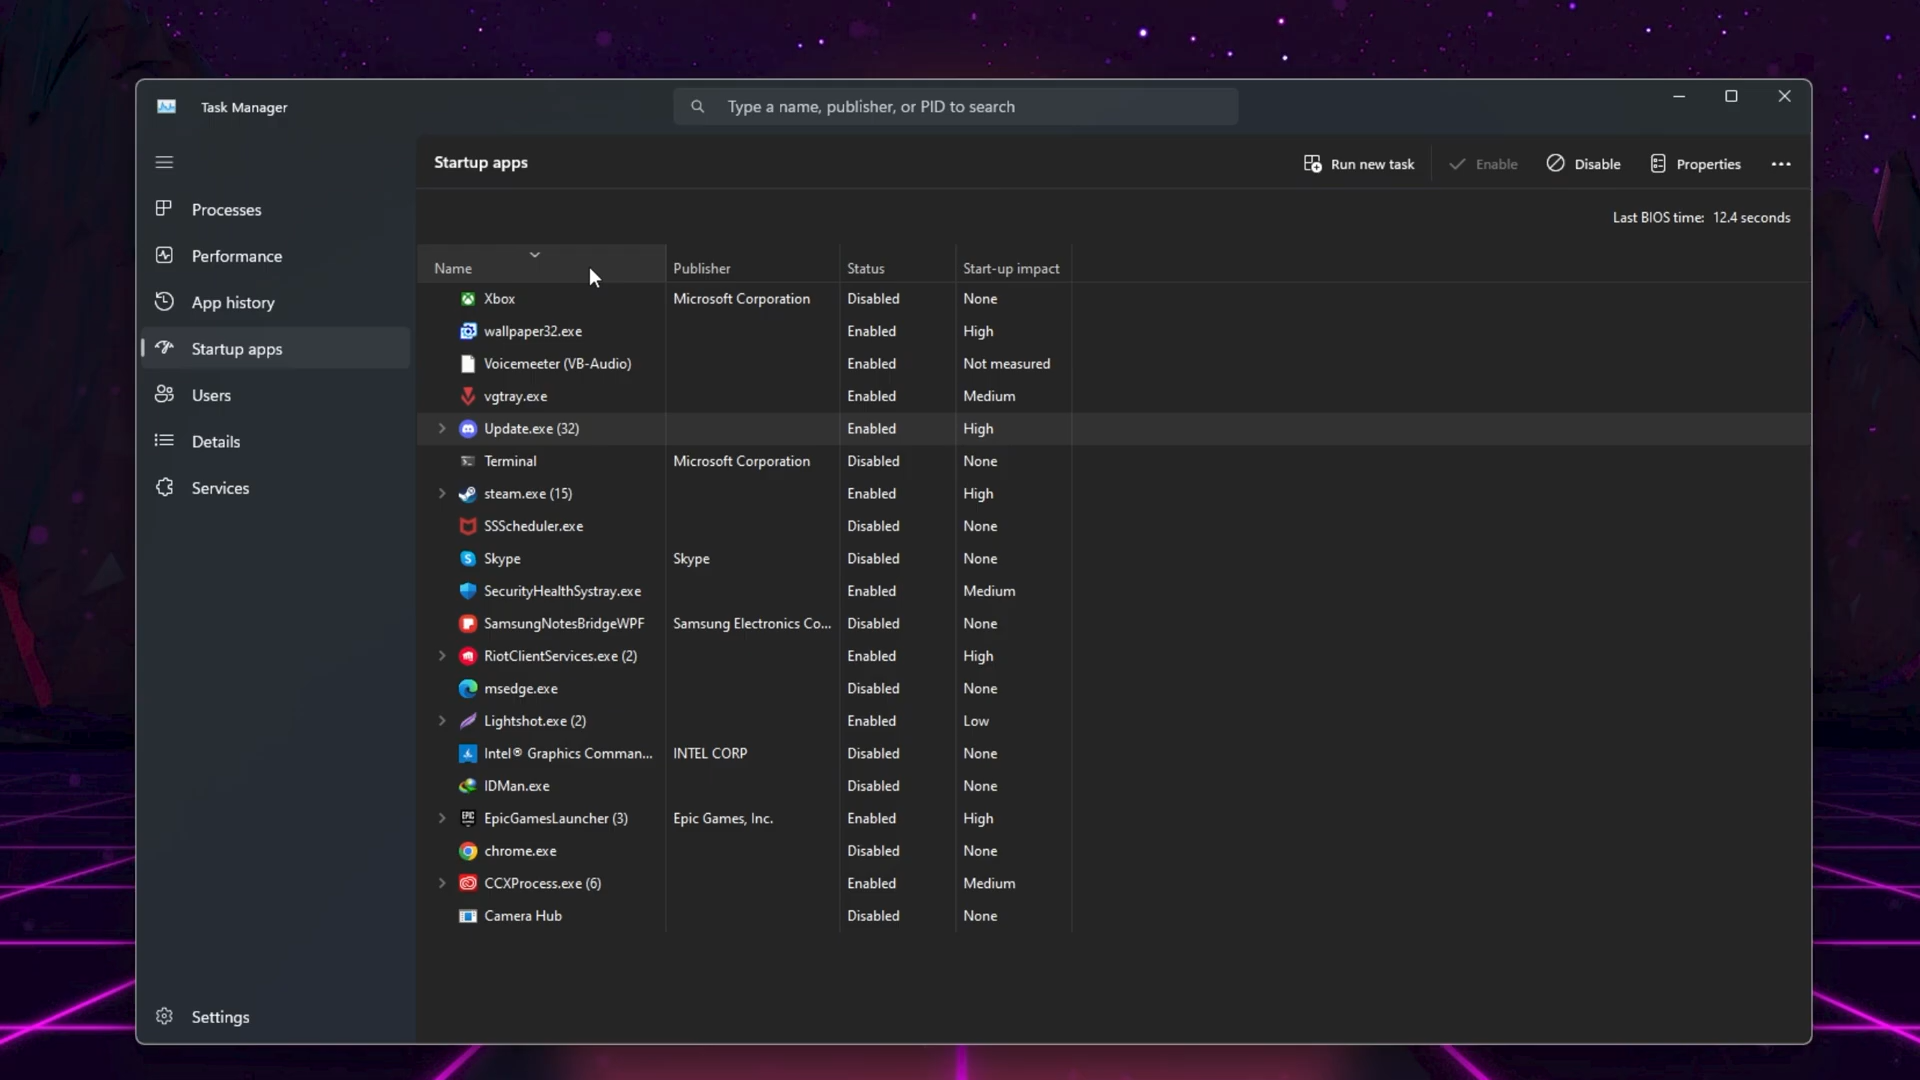 Task Manager
Type a name, publisher, or PID to search
Startup apps
Run new task
Enable
Disable
Properties
Last BIOS time: 12.4 seconds
Processes
Performance
App history
Startup apps
Users
Details
Services
Settings
Name Publisher Status Start-up impact
Xbox Microsoft Corporation Disabled None
wallpaper32.exe Enabled High
Voicemeeter (VB-Audio) Enabled Not measured
vgtray.exe Enabled Medium
Update.exe (32) Enabled High
Terminal Microsoft Corporation Disabled None
steam.exe (15) Enabled High
SSScheduler.exe Disabled None
Skype Skype Disabled None
SecurityHealthSystray.exe Enabled Medium
SamsungNotesBridgeWPF Samsung Electronics Co... Disabled None
RiotClientServices.exe (2) Enabled High
msedge.exe Disabled None
Lightshot.exe (2) Enabled Low
Intel® Graphics Comman... INTEL CORP Disabled None
IDMan.exe Disabled None
EpicGamesLauncher (3) Epic Games, Inc. Enabled High
chrome.exe Disabled None
CCXProcess.exe (6) Enabled Medium
Camera Hub Disabled None